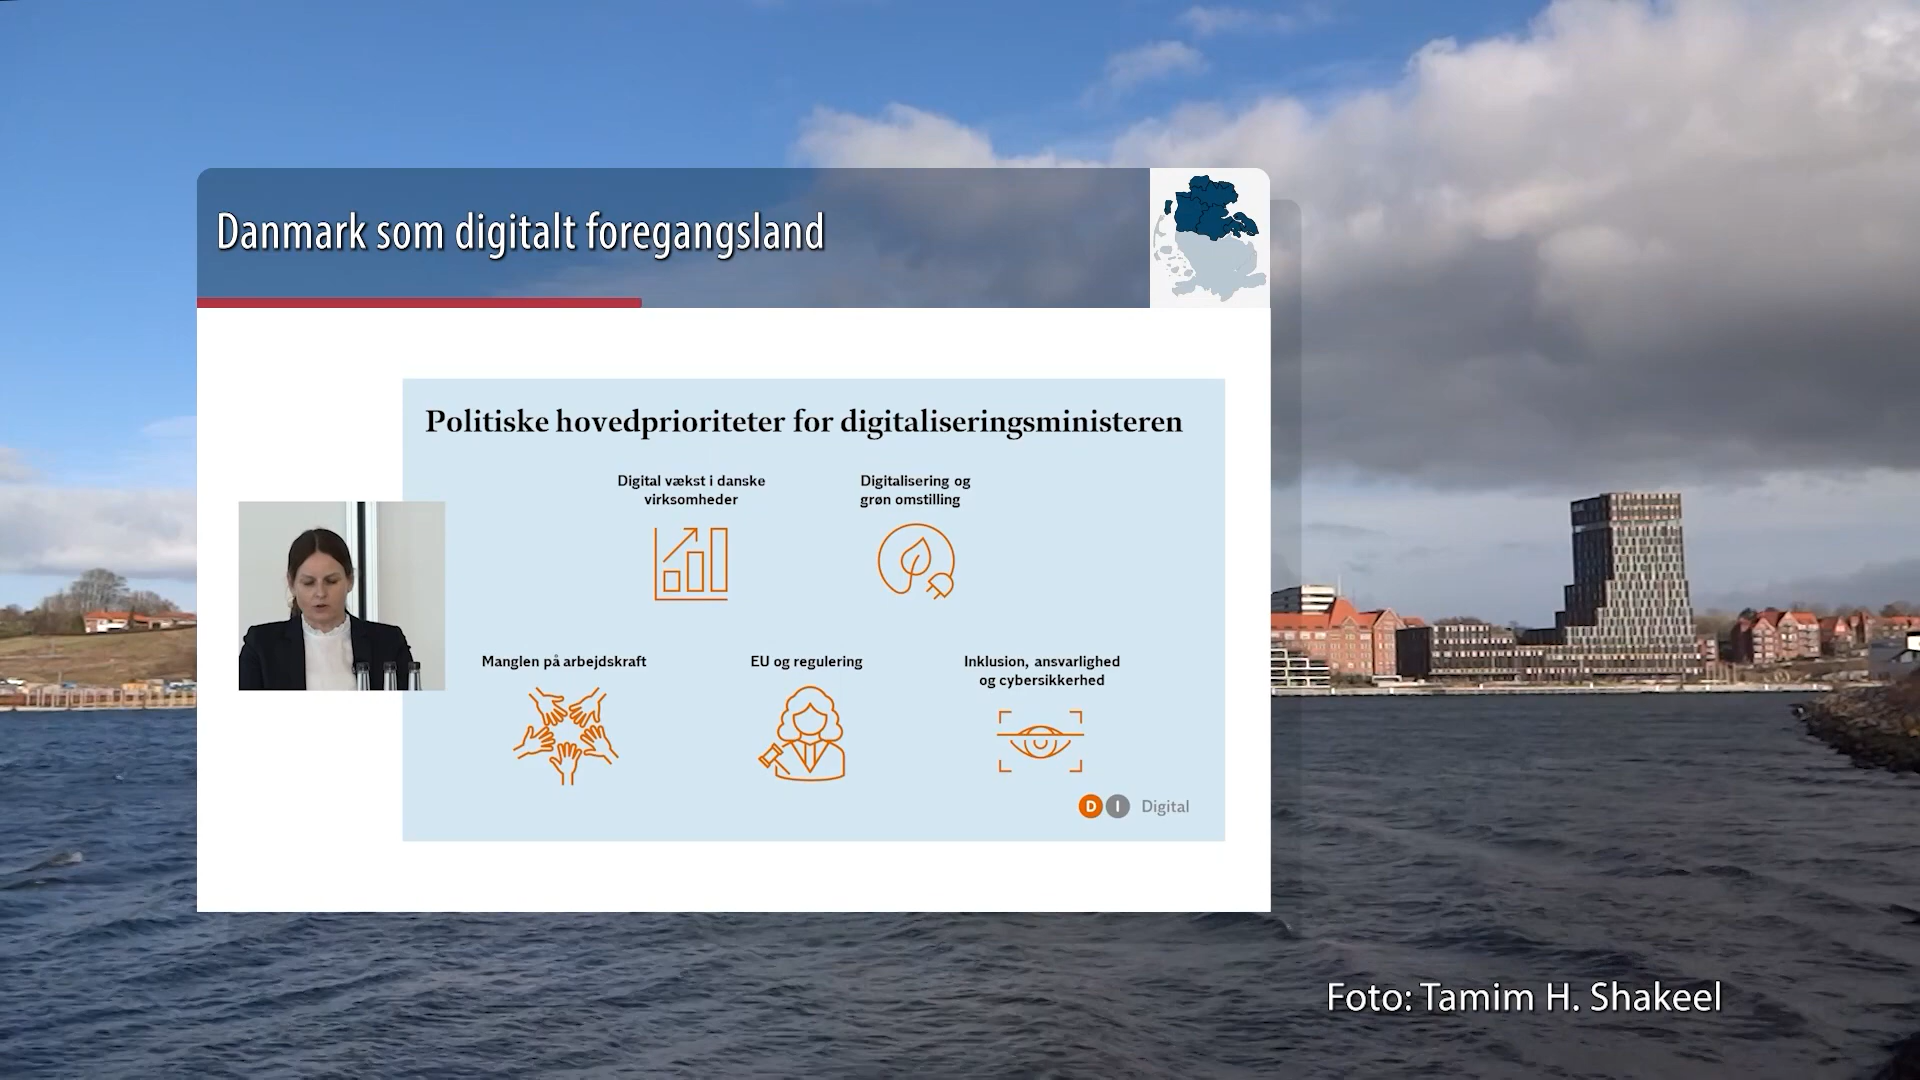 Danmark som digitalt foregangsland
Politiske hovedprioriteter for digitaliseringsministeren
Digital vækst i danske
virksomheder
Digitalisering og
grøn omstilling
Manglen på arbejdskraft
EU og regulering
Inklusion, ansvarlighed
og cybersikkerhed
D I Digital
Foto: Tamim H. Shakeel